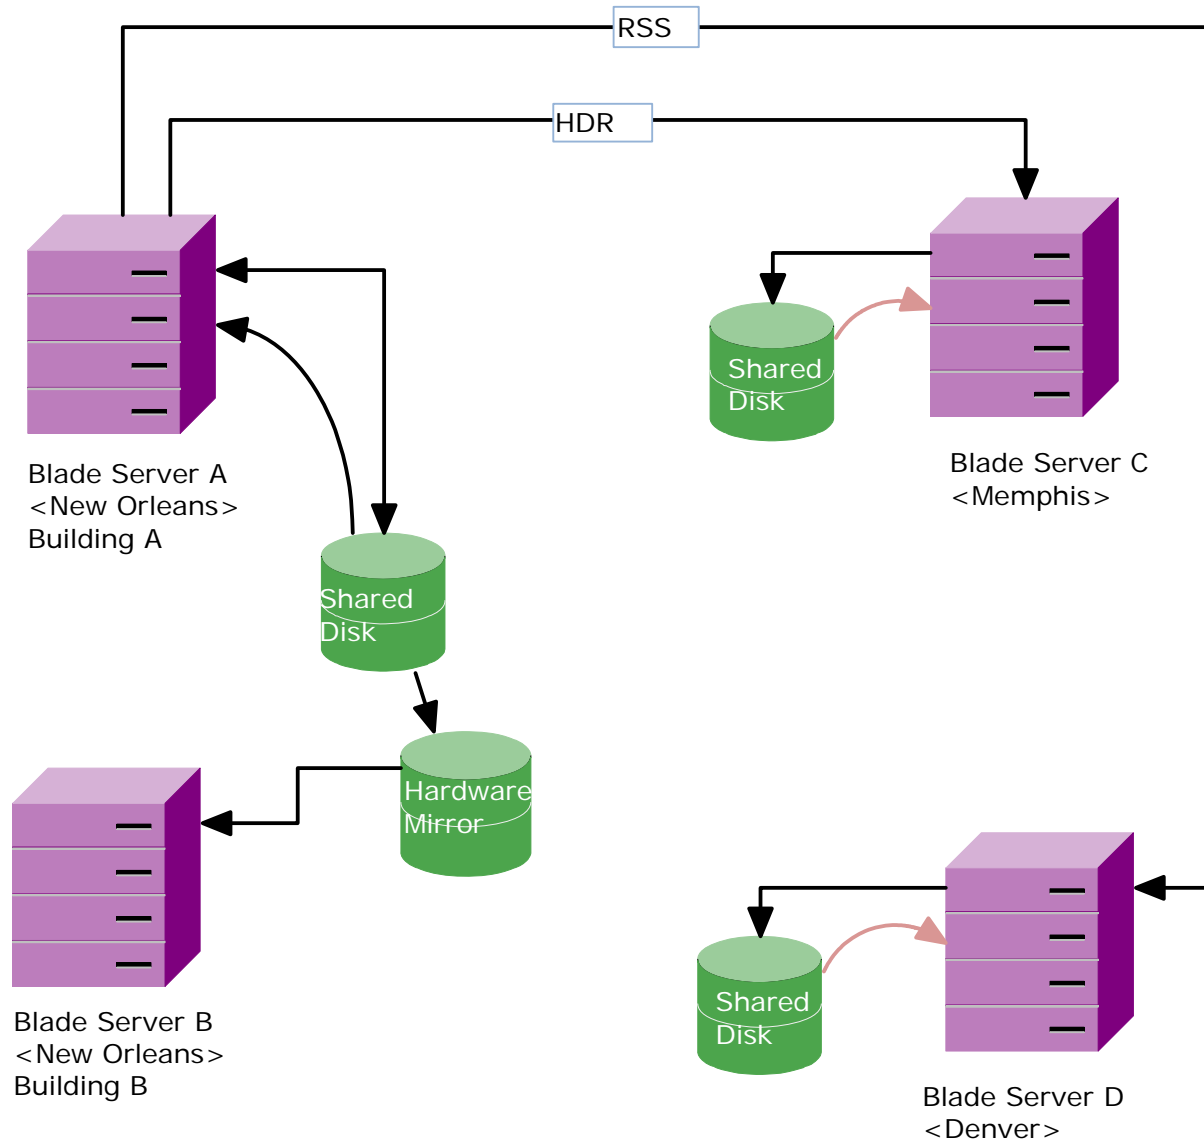 RSS
HDR
Shared
Disk
Blade Server C
<Memphis>
Blade Server A
<New Orleans>
Building A
Shared
Disk
Hardware
Mirror
Blade Server B
<New Orleans>
Building B
Shared
Disk
Blade Server D
<Denver>